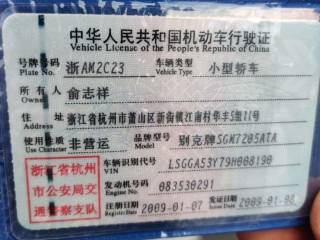 中华人民共和国机动车行驶证
Vehicle License of the People's Republic of China
号牌号码 浙AM2C23 车辆类型 小型轿车
Plate No. Vehicle Type
所有人 俞志祥
Owner
住址 浙江省杭州市萧山区新街镇江南村华丰5组11号
Address
使用性质 非营运 品牌型号 别克牌SGM7205ATA
Use Character Model
浙江省杭州
市公安局交
通警察支队
车辆识别代号 LSGGA53Y79H008190
VIN
发动机号码 083530291
Engine No.
注册日期 2009-01-07 发证日期 2009-01-08
Register Date Issue Date